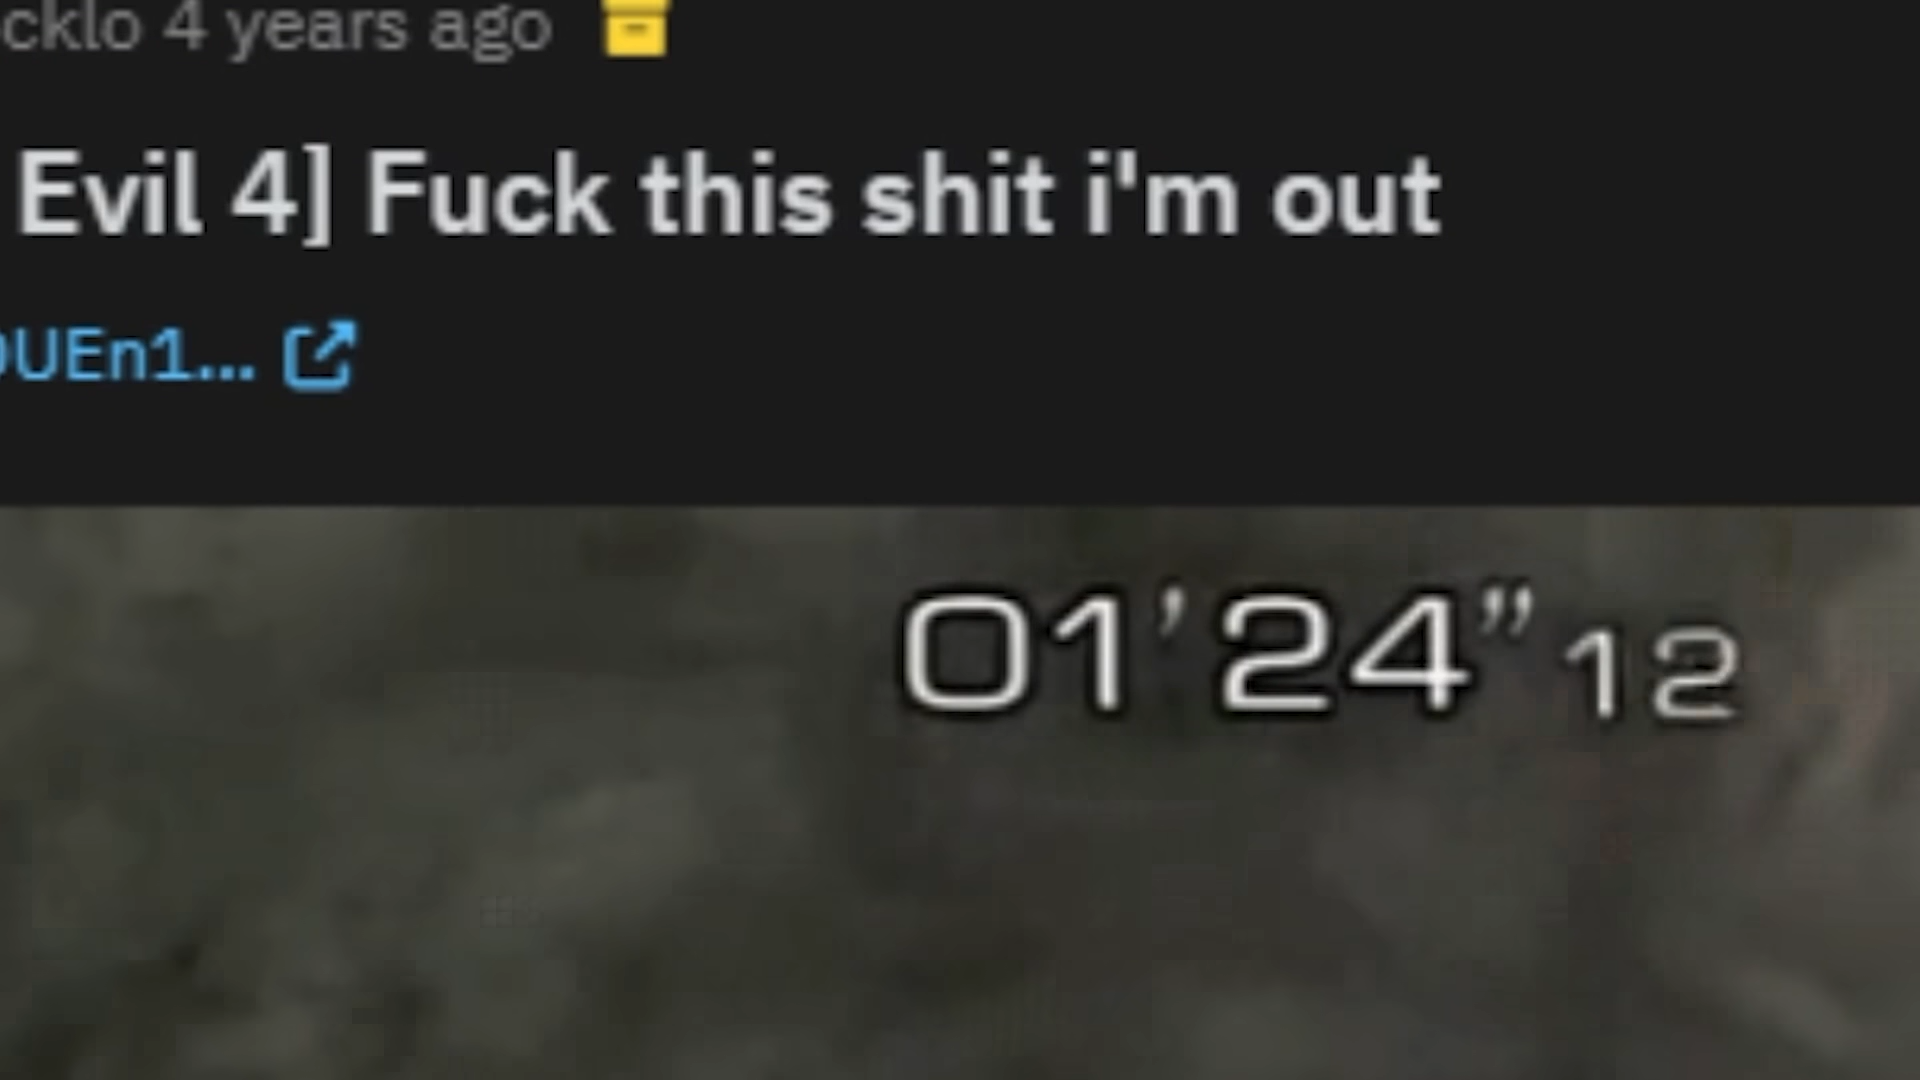 cklo 4 years ago
Evil 4] Fuck this shit i'm out
UEn1...
01’24”12